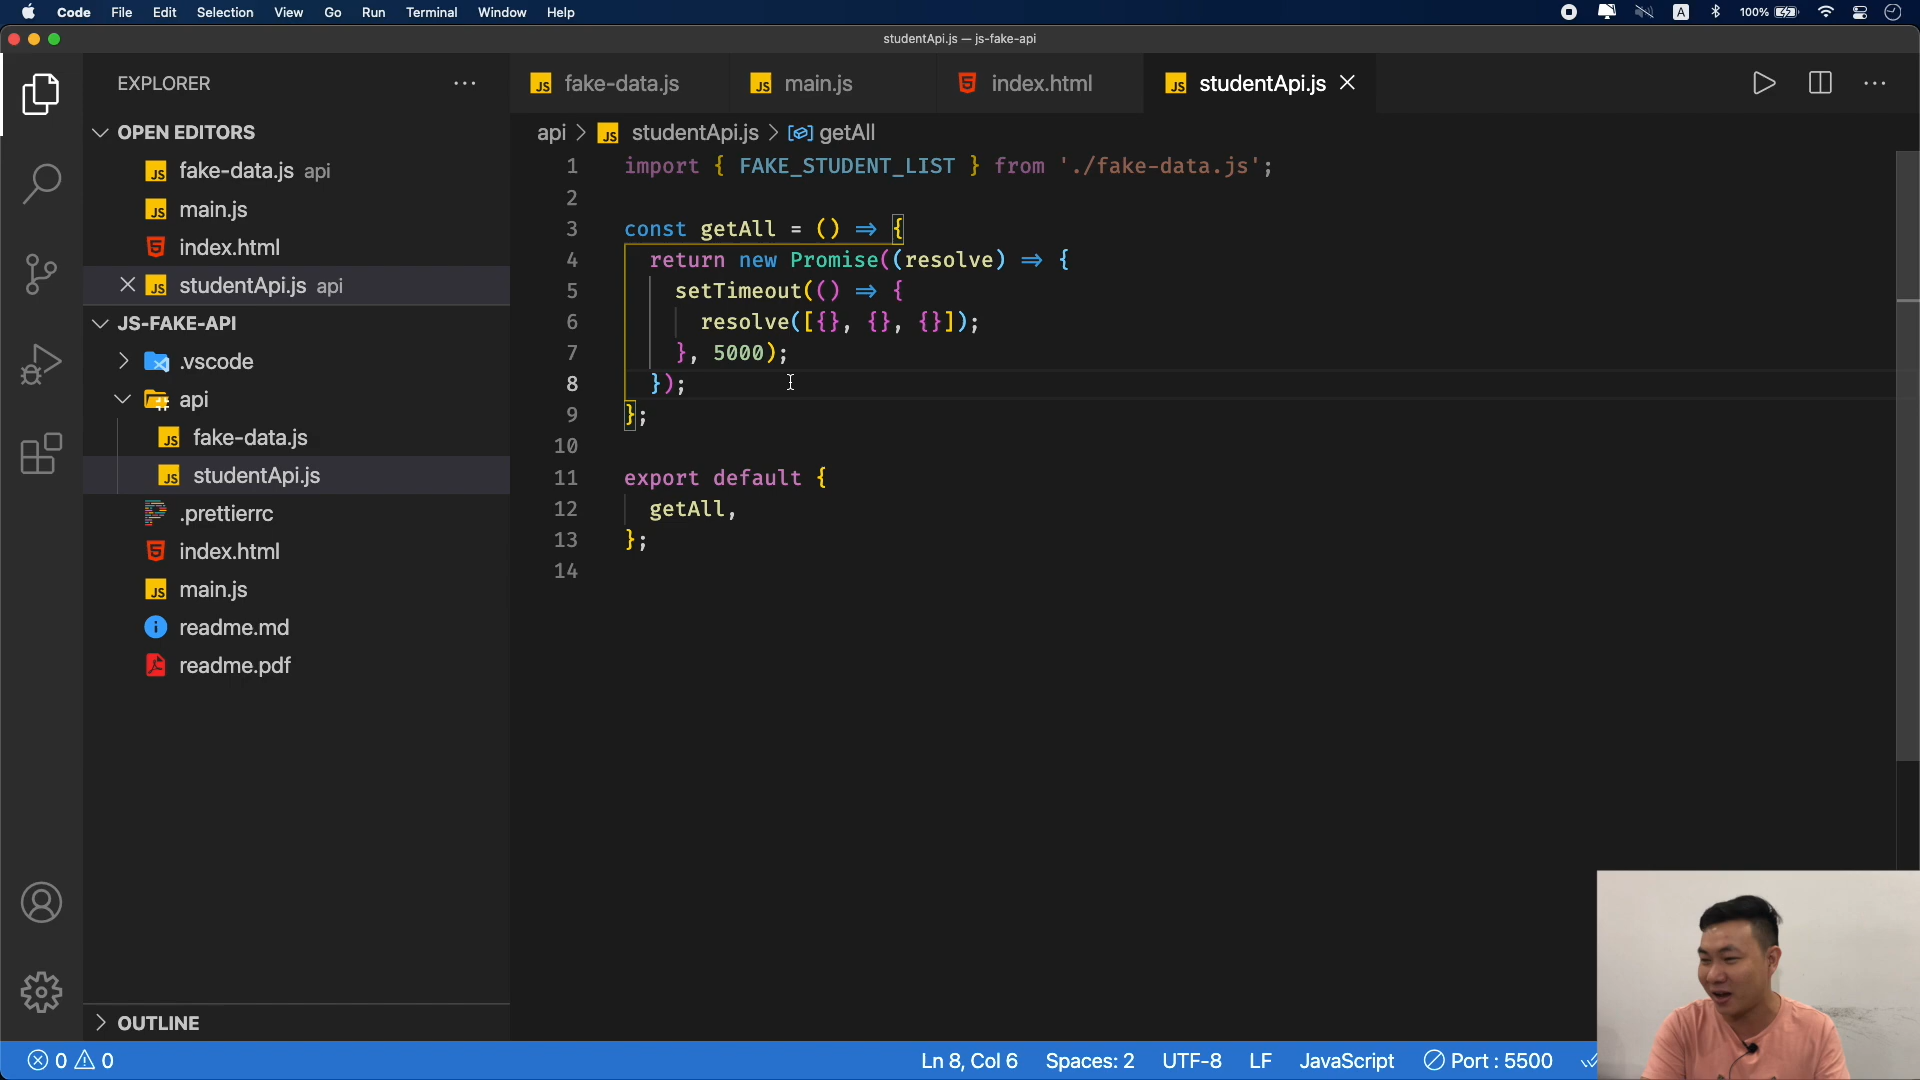 Code File Edit Selection View Go Run Terminal Window Help
A 100%
studentApi.js — js-fake-api
EXPLORER
OPEN EDITORS
fake-data.js api
main.js
index.html
studentApi.js api
JS-FAKE-API
.vscode
api
fake-data.js
studentApi.js
.prettierrc
index.html
main.js
readme.md
readme.pdf
OUTLINE
JS fake-data.js JS main.js index.html JS studentApi.js
api > JS studentApi.js > getAll
1 import { FAKE_STUDENT_LIST } from './fake-data.js';
2
3 const getAll = () => {
4 return new Promise((resolve) => {
5 setTimeout(() => {
6 resolve([{}, {}, {}]);
7 }, 5000);
8 });
9 };
10
11 export default {
12 getAll,
13 };
14
0 0 Ln 8, Col 6 Spaces: 2 UTF-8 LF JavaScript Port : 5500